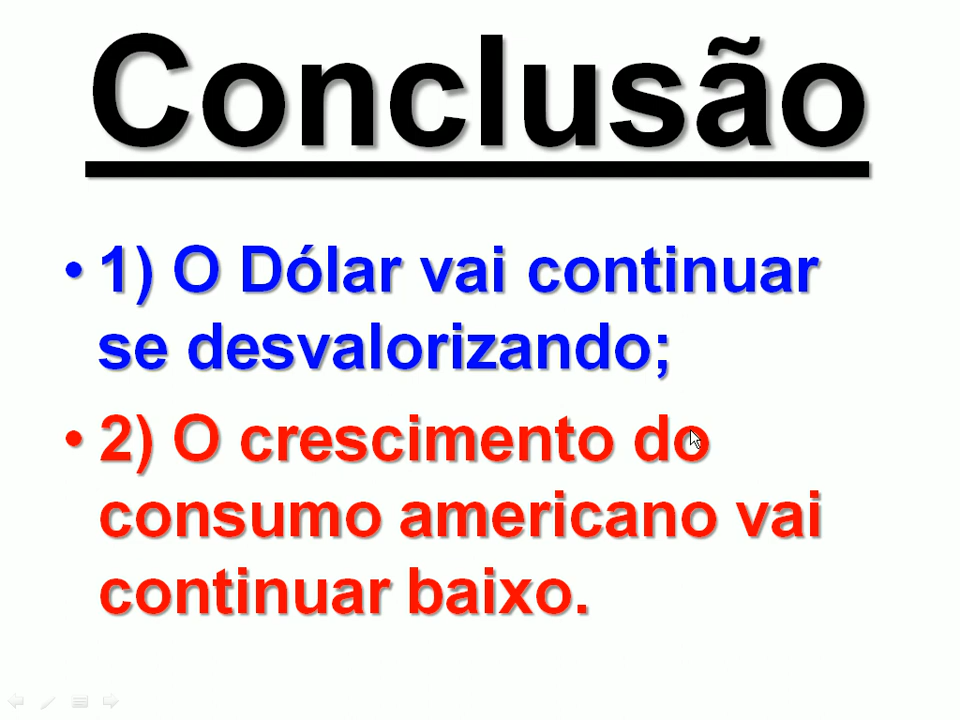 Conclusão
• 1) O Dólar vai continuar
se desvalorizando;
• 2) O crescimento do
consumo americano vai
continuar baixo.